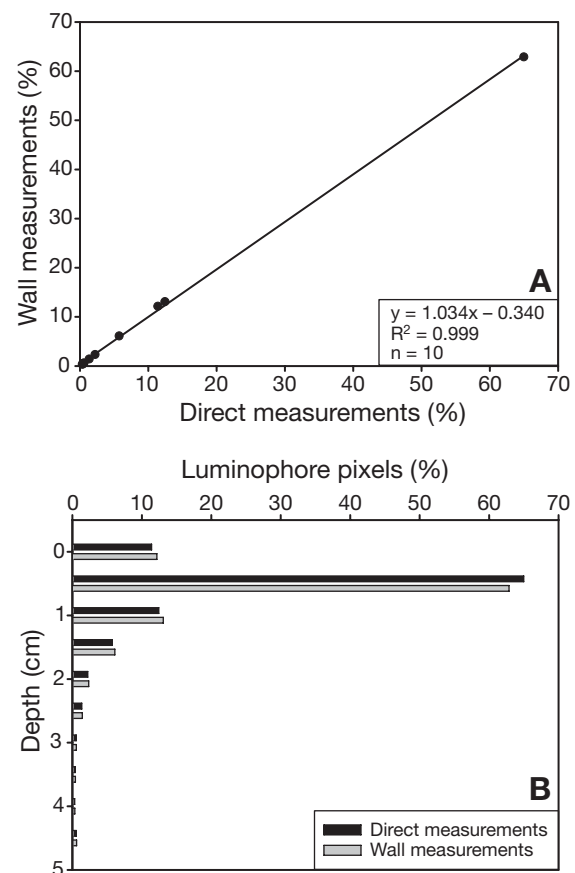 70
60
50
40
30
20
10
0
Wall measurements (%)
A
y = 1.034x – 0.340
R² = 0.999
n = 10
0 10 20 30 40 50 60 70
Direct measurements (%)
Luminophore pixels (%)
0 10 20 30 40 50 60 70
0
1
2
3
4
5
Depth (cm)
B
Direct measurements
Wall measurements